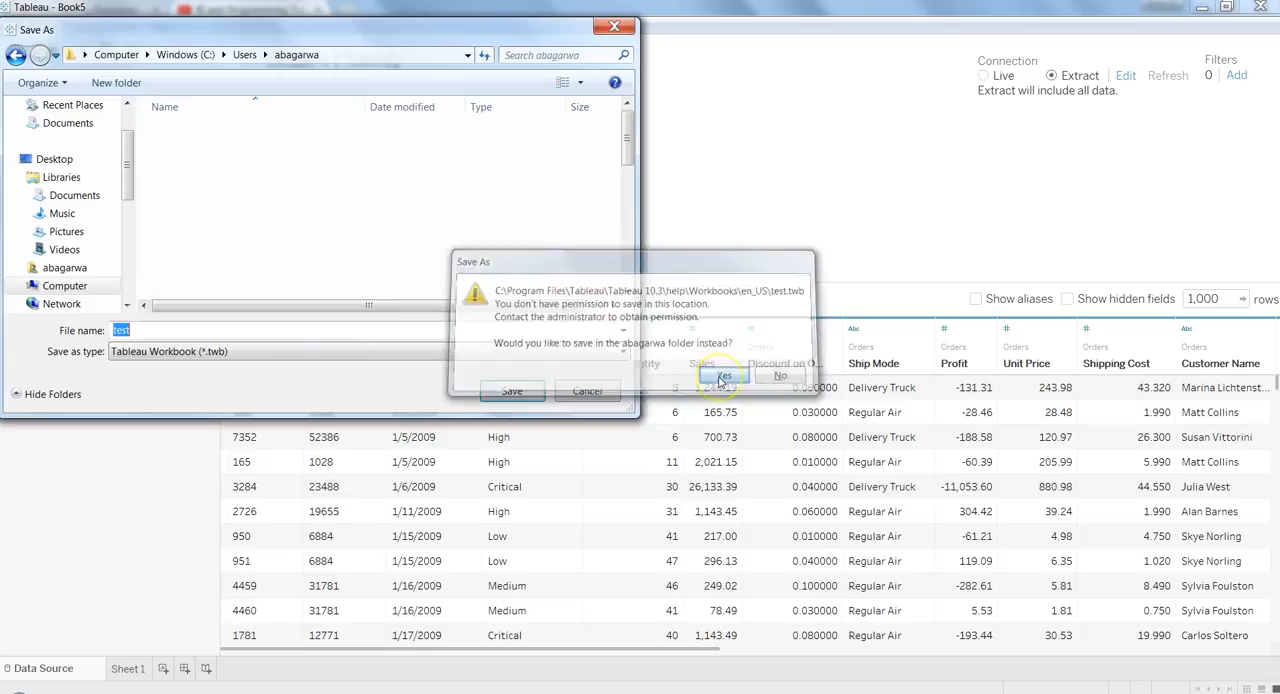 Tableau - Book5
Save As
Computer Windows (C:) Users abagarwa
Search abagarwa
Organize New folder
Name Date modified Type Size
Recent Places
Documents
Desktop
Libraries
Documents
Music
Pictures
Videos
abagarwa
Computer
Network
File name: test
Save as type: Tableau Workbook (*.twb)
Hide Folders
Save Cancel
Save As
C:\Program Files\Tableau\Tableau 10.3\help\Workbooks\en_US\test.twb
You don't have permission to save in this location.
Contact the administrator to obtain permission.
Would you like to save in the abagarwa folder instead?
Yes No
Connection
Live Extract Edit Refresh
Extract will include all data.
Filters
0 Add
Show aliases Show hidden fields 1,000 rows
# # Abc # # # Abc
Orders Orders Orders Orders Orders Orders Orders
Sales Discount on O... Ship Mode Profit Unit Price Shipping Cost Customer Name
Delivery Truck -131.31 243.98 43.320 Marina Lichtenst...
6 165.75 0.030000 Regular Air -28.46 28.48 1.990 Matt Collins
7352 52386 1/5/2009 High 6 700.73 0.080000 Delivery Truck -188.58 120.97 26.300 Susan Vittorini
165 1028 1/5/2009 High 11 2,021.15 0.010000 Regular Air -60.39 205.99 5.990 Matt Collins
3284 23488 1/6/2009 Critical 30 26,133.39 0.040000 Delivery Truck -11,053.60 880.98 44.550 Julia West
2726 19655 1/11/2009 High 31 1,143.45 0.060000 Regular Air 304.42 39.24 1.990 Alan Barnes
950 6884 1/15/2009 Low 41 217.00 0.010000 Regular Air -61.21 4.98 4.750 Skye Norling
951 6884 1/15/2009 Low 47 296.13 0.040000 Regular Air 119.09 6.35 1.020 Skye Norling
4459 31781 1/16/2009 Medium 46 249.02 0.100000 Regular Air -282.61 5.81 8.490 Sylvia Foulston
4460 31781 1/16/2009 Medium 41 78.49 0.030000 Regular Air 5.53 1.81 0.750 Sylvia Foulston
1781 12771 1/17/2009 Critical 40 1,143.49 0.080000 Regular Air -193.44 30.53 19.990 Carlos Soltero
Data Source Sheet 1